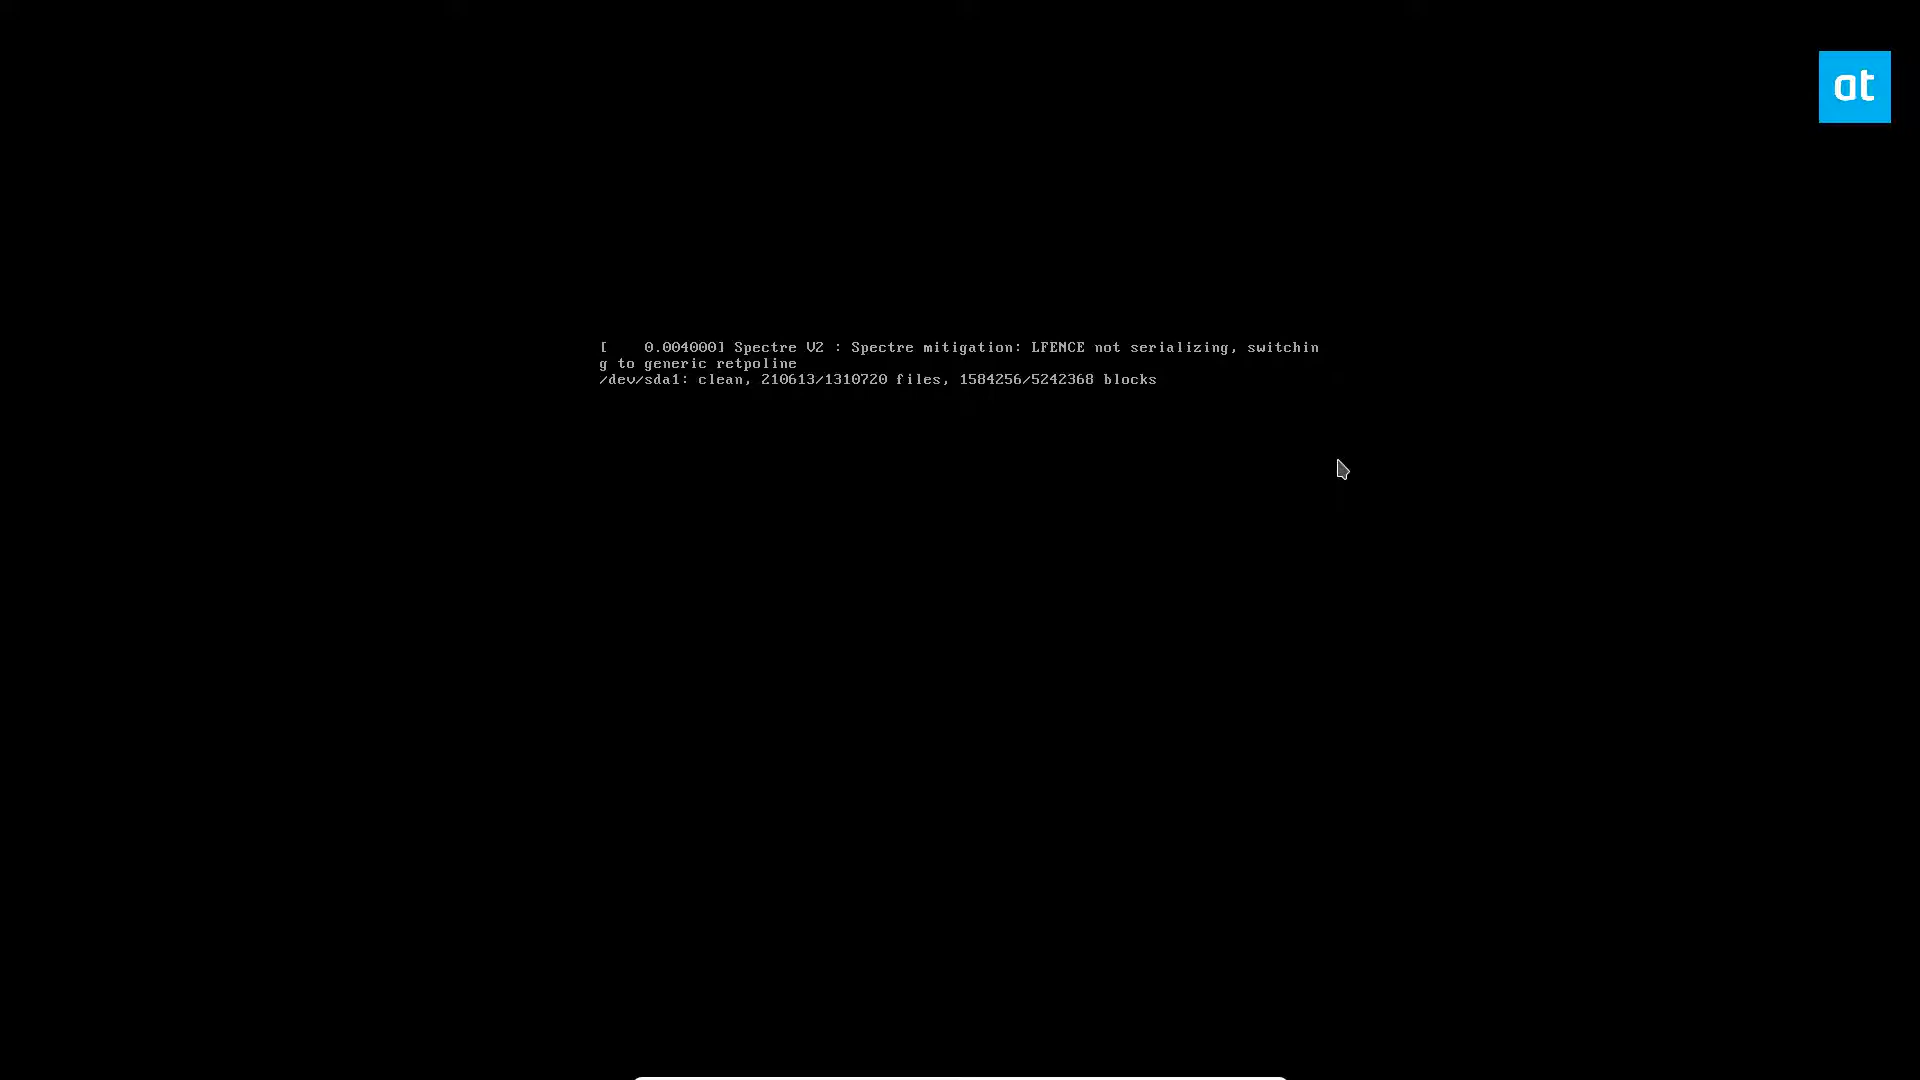 at
[    0.004000] Spectre V2 : Spectre mitigation: LFENCE not serializing, switchin
g to generic retpoline
/dev/sda1: clean, 210613/1310720 files, 1584256/5242368 blocks